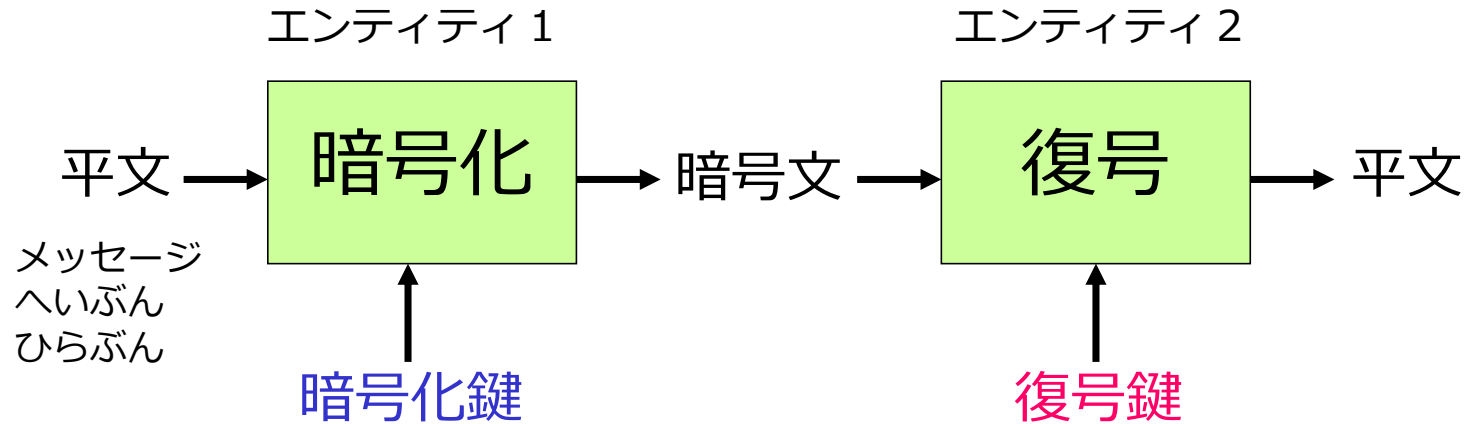 エンティティ1
エンティティ2
平文
暗号化
暗号文
復号
平文
メッセージ
へいぶん
ひらぶん
暗号化鍵
復号鍵